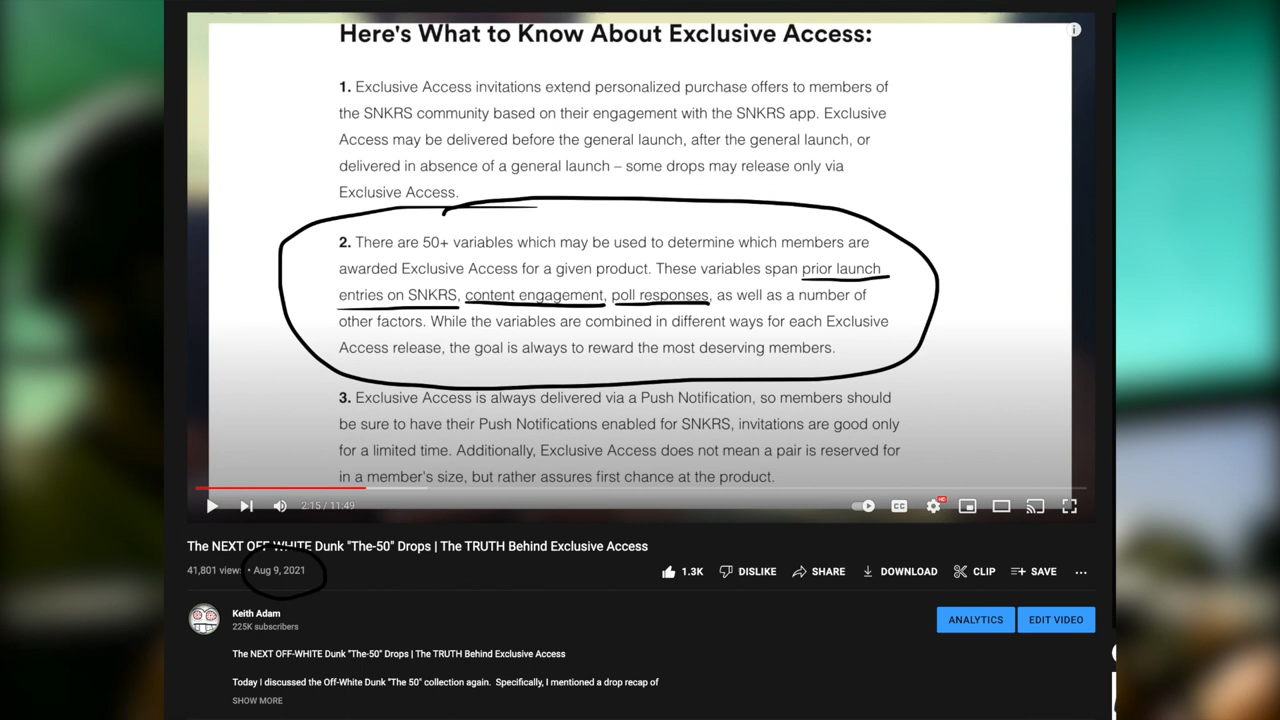 Here's What to Know About Exclusive Access:
1. Exclusive Access invitations extend personalized purchase offers to members of
the SNKRS community based on their engagement with the SNKRS app. Exclusive
Access may be delivered before the general launch, after the general launch, or
delivered in absence of a general launch – some drops may release only via
Exclusive Access.
2. There are 50+ variables which may be used to determine which members are
awarded Exclusive Access for a given product. These variables span prior launch
entries on SNKRS, content engagement, poll responses, as well as a number of
other factors. While the variables are combined in different ways for each Exclusive
Access release, the goal is always to reward the most deserving members.
3. Exclusive Access is always delivered via a Push Notification, so members should
be sure to have their Push Notifications enabled for SNKRS, invitations are good only
for a limited time. Additionally, Exclusive Access does not mean a pair is reserved for
in a member's size, but rather assures first chance at the product.
2:15 / 11:49 CC HD
The NEXT OFF-WHITE Dunk "The-50" Drops | The TRUTH Behind Exclusive Access
41,801 views • Aug 9, 2021 1.3K DISLIKE SHARE DOWNLOAD CLIP SAVE
Keith Adam
225K subscribers
ANALYTICS EDIT VIDEO
The NEXT OFF-WHITE Dunk "The-50" Drops | The TRUTH Behind Exclusive Access
Today I discussed the Off-White Dunk "The 50" collection again. Specifically, I mentioned a drop recap of
SHOW MORE